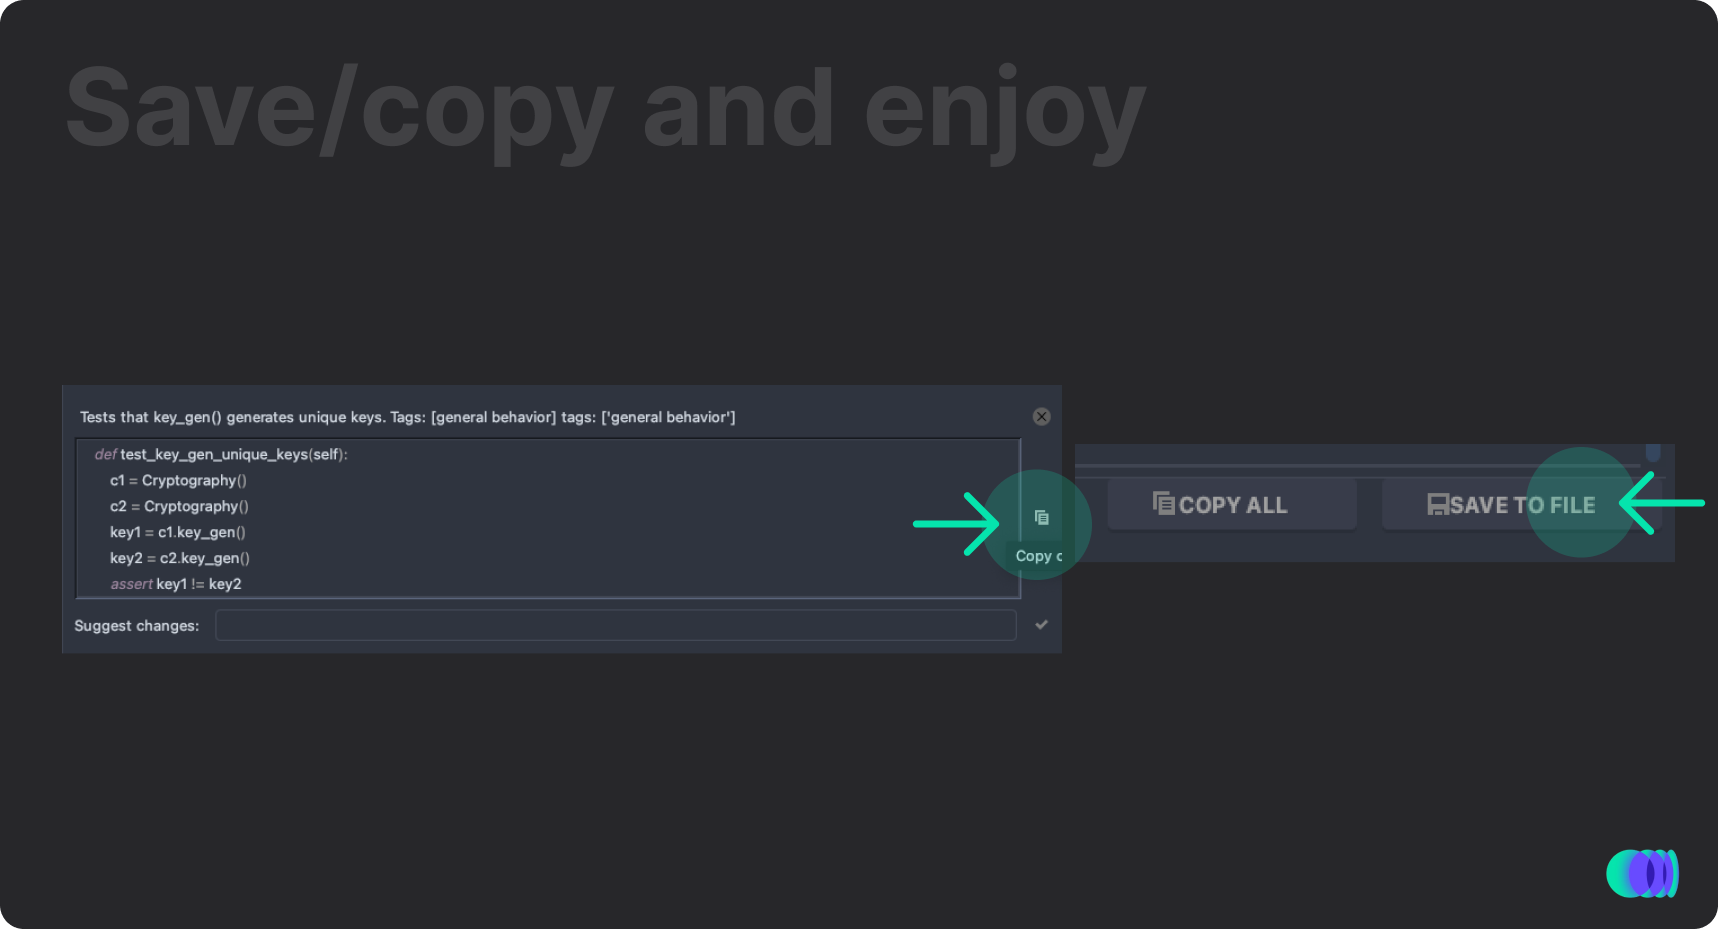 Save/copy and enjoy
Tests that key_gen() generates unique keys. Tags: [general behavior] tags: ['general behavior']
def test_key_gen_unique_keys(self):
c1 = Cryptography()
c2 = Cryptography()
key1 = c1.key_gen()
key2 = c2.key_gen()
assert key1 != key2
Copy c
Suggest changes:
COPY ALL
SAVE TO FILE